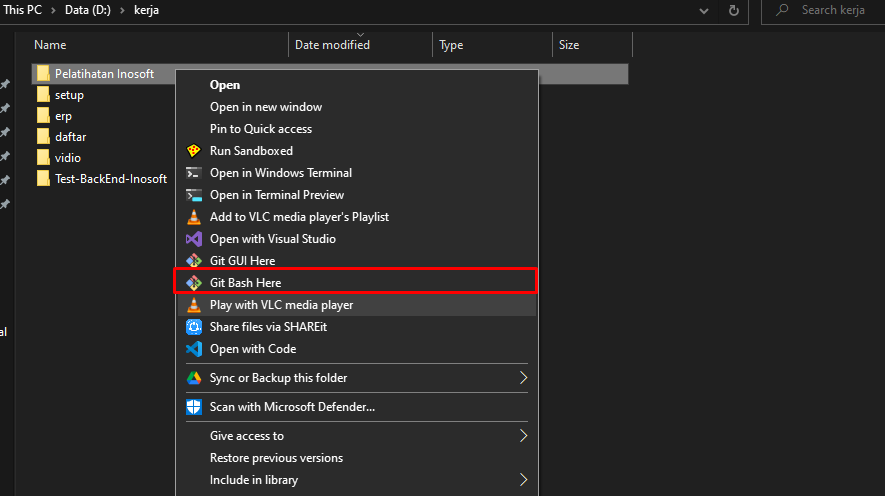 This PC > Data (D:) > kerja
Search kerja
Name Date modified Type Size
Pelatihatan Inosoft
setup
erp
daftar
vidio
Test-BackEnd-Inosoft
al
Open
Open in new window
Pin to Quick access
Run Sandboxed
Open in Windows Terminal
Open in Terminal Preview
Add to VLC media player's Playlist
Open with Visual Studio
Git GUI Here
Git Bash Here
Play with VLC media player
Share files via SHAREit
Open with Code
Sync or Backup this folder
Scan with Microsoft Defender...
Give access to
Restore previous versions
Include in library